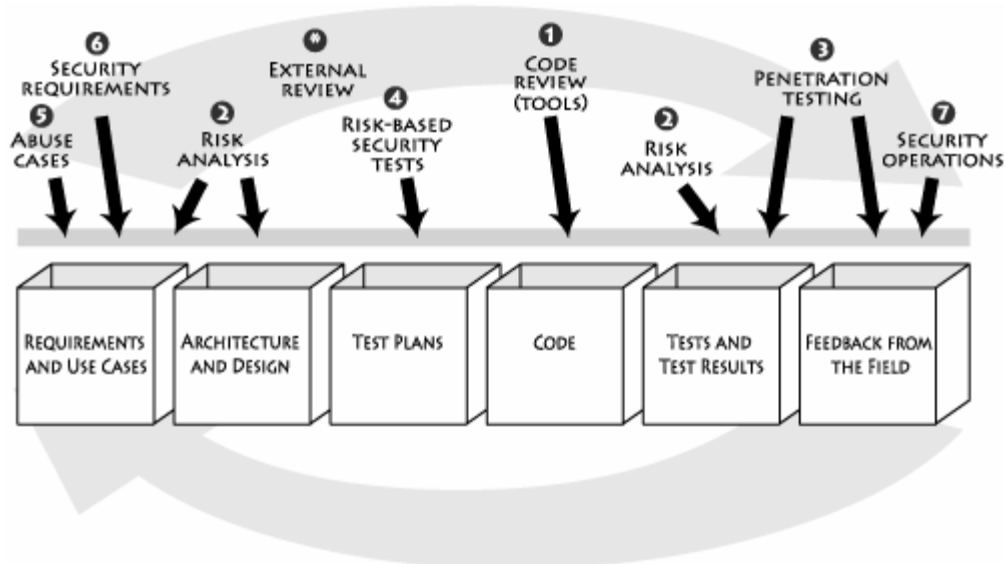 6
SECURITY
REQUIREMENTS
5
ABUSE
CASES
2
RISK
ANALYSIS
*
EXTERNAL
REVIEW
4
RISK-BASED
SECURITY
TESTS
1
CODE
REVIEW
(TOOLS)
2
RISK
ANALYSIS
3
PENETRATION
TESTING
7
SECURITY
OPERATIONS
REQUIREMENTS
AND USE CASES
ARCHITECTURE
AND DESIGN
TEST PLANS
CODE
TESTS AND
TEST RESULTS
FEEDBACK FROM
THE FIELD